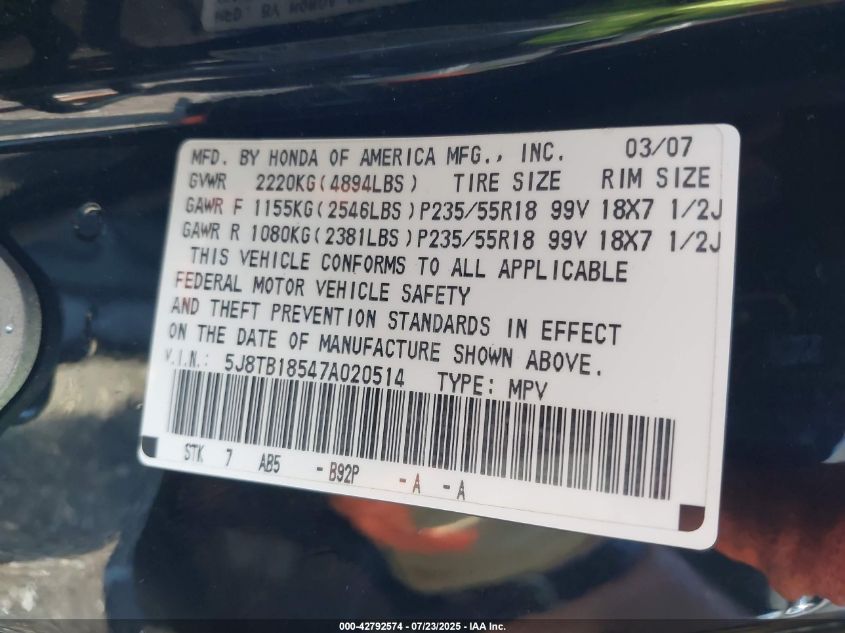 MFD. BY HONDA OF AMERICA MFG., INC. 03/07
GVWR 2220KG(4894LBS) TIRE SIZE RIM SIZE
GAWR F 1155KG(2546LBS)P235/55R18 99V 18X7 1/2J
GAWR R 1080KG(2381LBS)P235/55R18 99V 18X7 1/2J
THIS VEHICLE CONFORMS TO ALL APPLICABLE
FEDERAL MOTOR VEHICLE SAFETY
AND THEFT PREVENTION STANDARDS IN EFFECT
ON THE DATE OF MANUFACTURE SHOWN ABOVE.
V.I.N.: 5J8TB18547A020514 TYPE: MPV
STK 7 AB5 - B92P - A - A
000-42792574 / 07/23/2025 - IAA Inc.